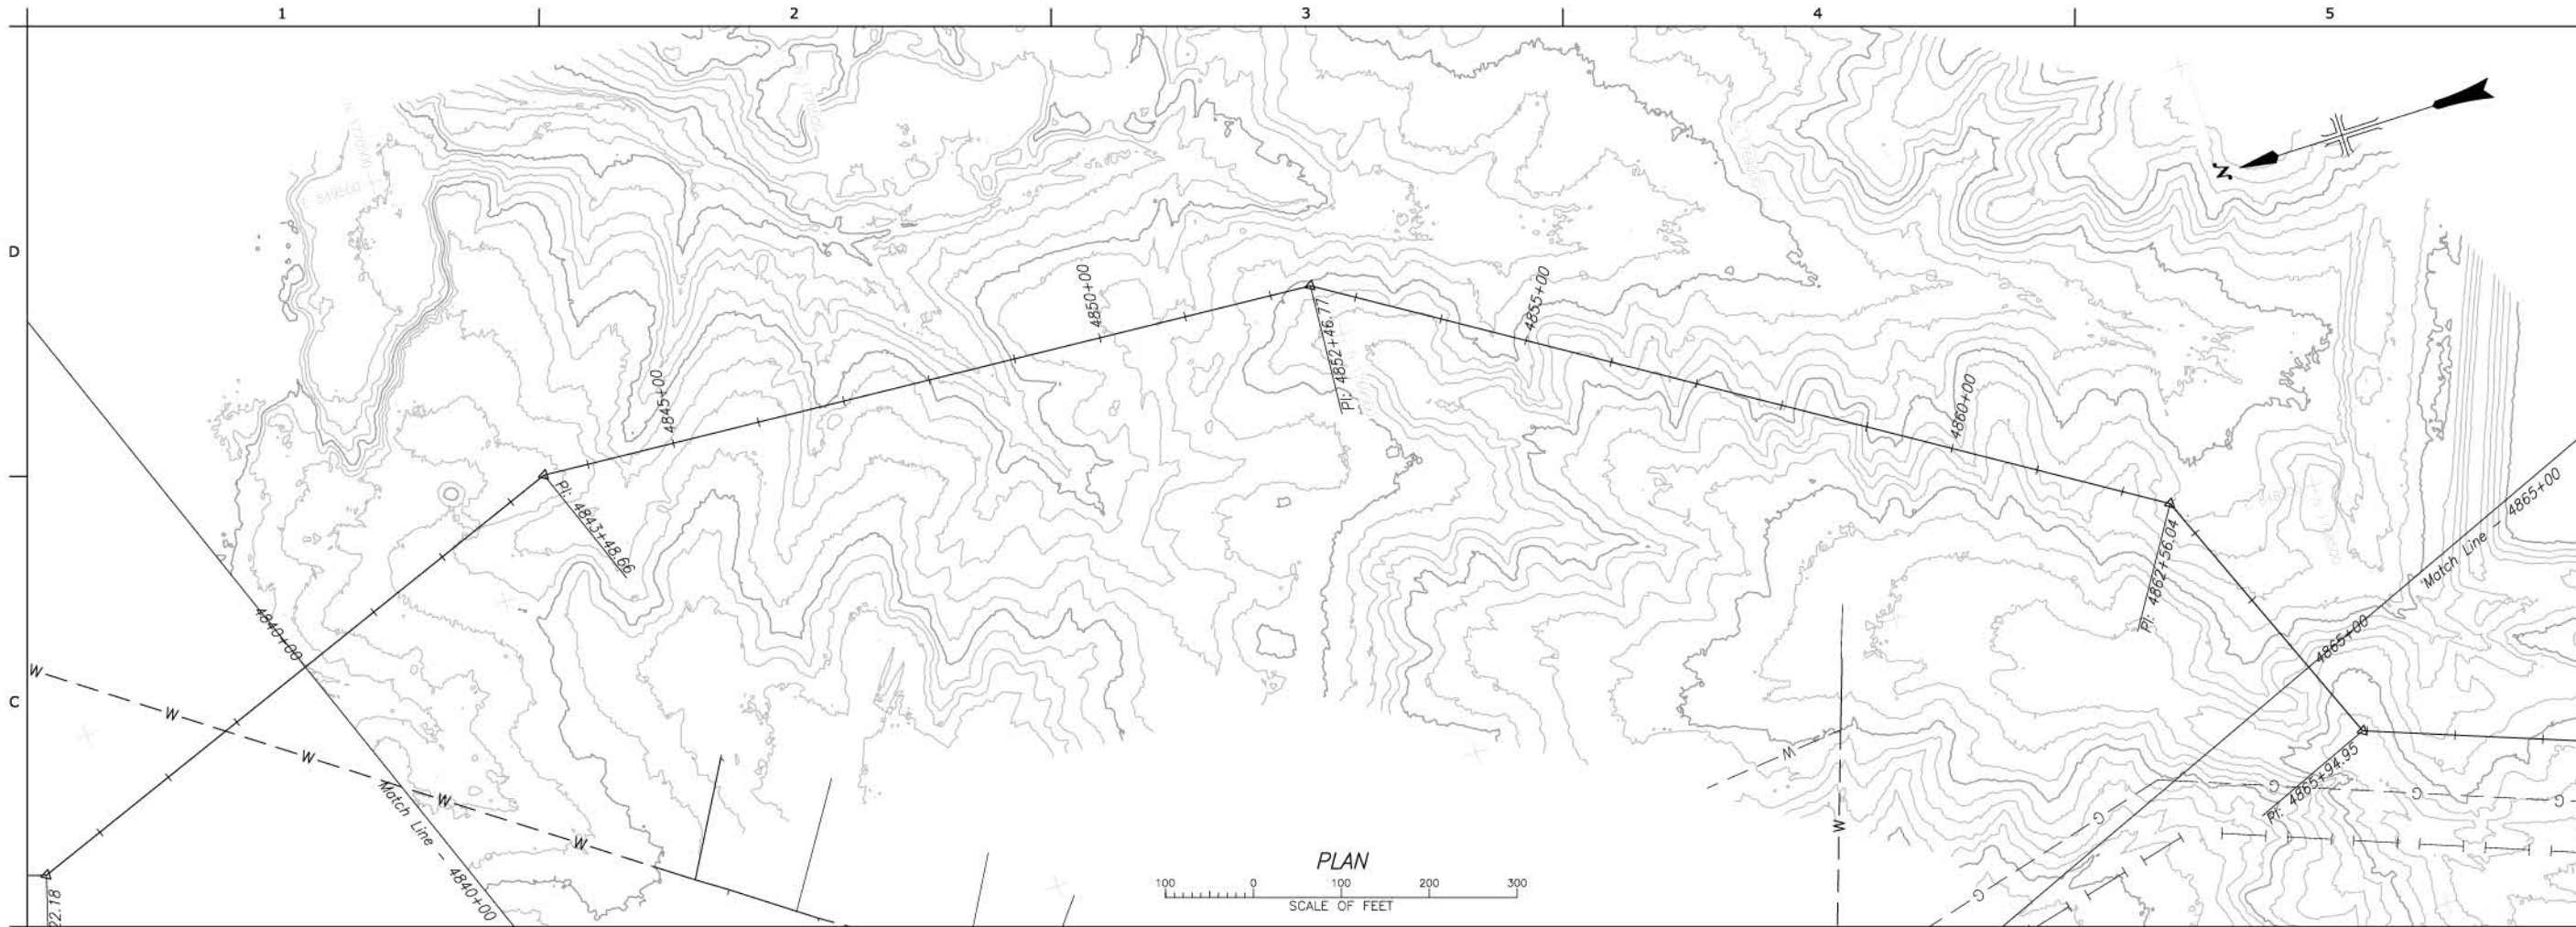 1
2
3
4
5
D
C
N
4840+00
4845+00
4850+00
4855+00
4860+00
4865+00
PI: 4843+48.66
PI: 4852+46.77
PI: 4862+56.04
PI: 4865+94.95
22.18
Match Line - 4840+00
Match Line - 4865+00
W
W
W
W
W
W
W
G
G
G
G
G
E 849500
PLAN
100
0
100
200
300
SCALE OF FEET